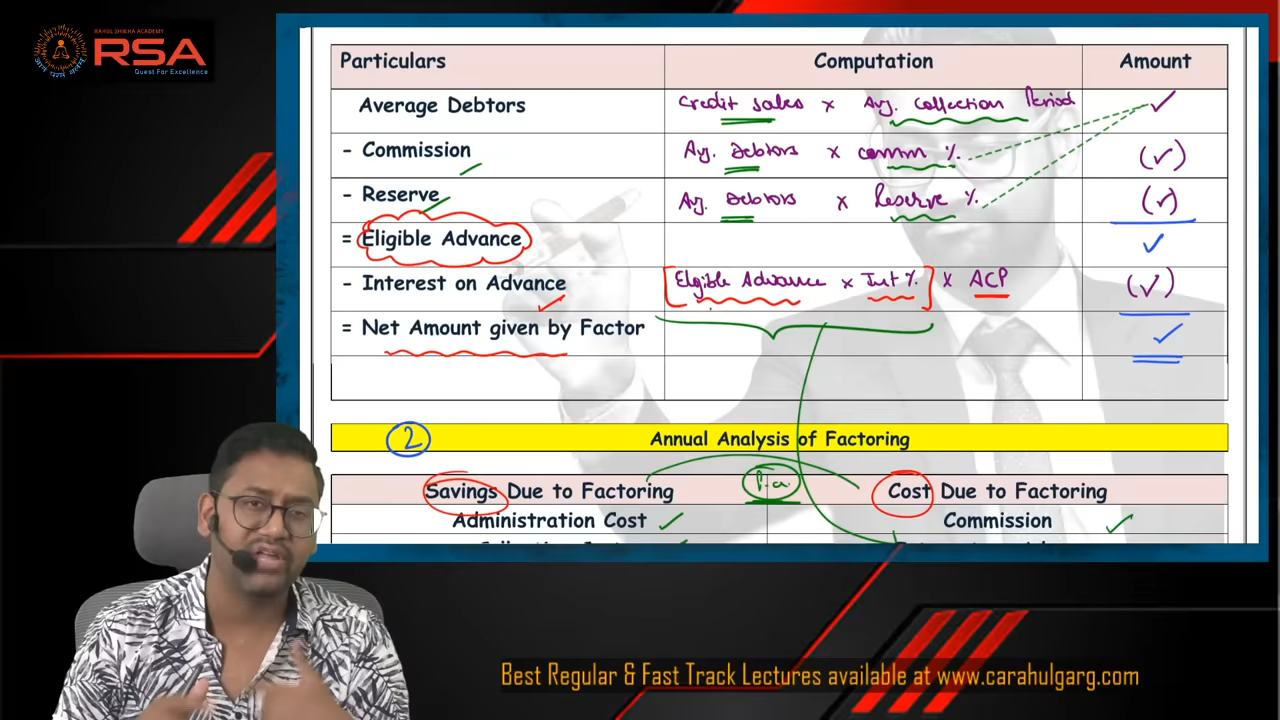 RAHUL SHIKHA ACADEMY
RSA
Quest For Excellence
Particulars Computation Amount
Average Debtors Credit Sales x Avg. Collection Period
- Commission Avg. Debtors x Comm %. (✓)
- Reserve Avg. Debtors x Reserve %. (✓)
= Eligible Advance ✓
- Interest on Advance [Eligible Advance x Int %.] x ACP (✓)
= Net Amount given by Factor ✓
2 Annual Analysis of Factoring
Savings Due to Factoring P.a. Cost Due to Factoring
Administration Cost ✓ Commission ✓
Best Regular & Fast Track Lectures available at www.carahulgarg.com